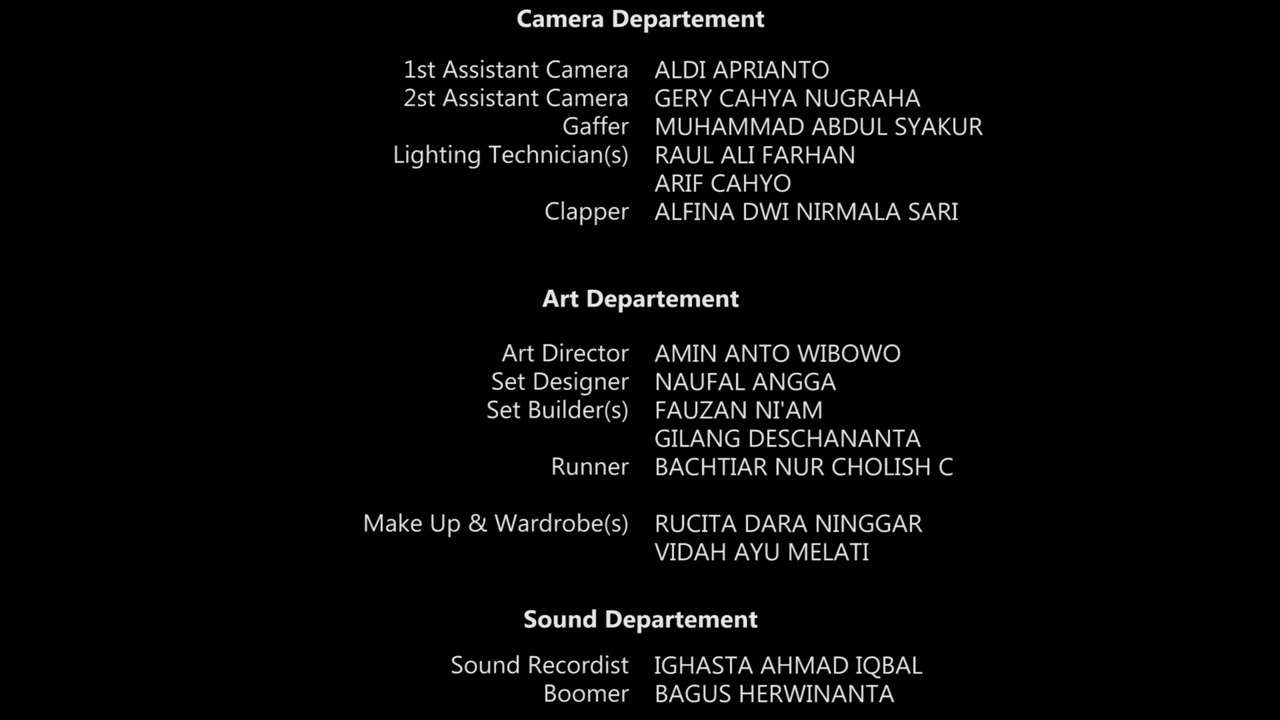 Camera Departement
1st Assistant Camera ALDI APRIANTO
2st Assistant Camera GERY CAHYA NUGRAHA
Gaffer MUHAMMAD ABDUL SYAKUR
Lighting Technician(s) RAUL ALI FARHAN
ARIF CAHYO
Clapper ALFINA DWI NIRMALA SARI
Art Departement
Art Director AMIN ANTO WIBOWO
Set Designer NAUFAL ANGGA
Set Builder(s) FAUZAN NI'AM
GILANG DESCHANANTA
Runner BACHTIAR NUR CHOLISH C
Make Up & Wardrobe(s) RUCITA DARA NINGGAR
VIDAH AYU MELATI
Sound Departement
Sound Recordist IGHASTA AHMAD IQBAL
Boomer BAGUS HERWINANTA